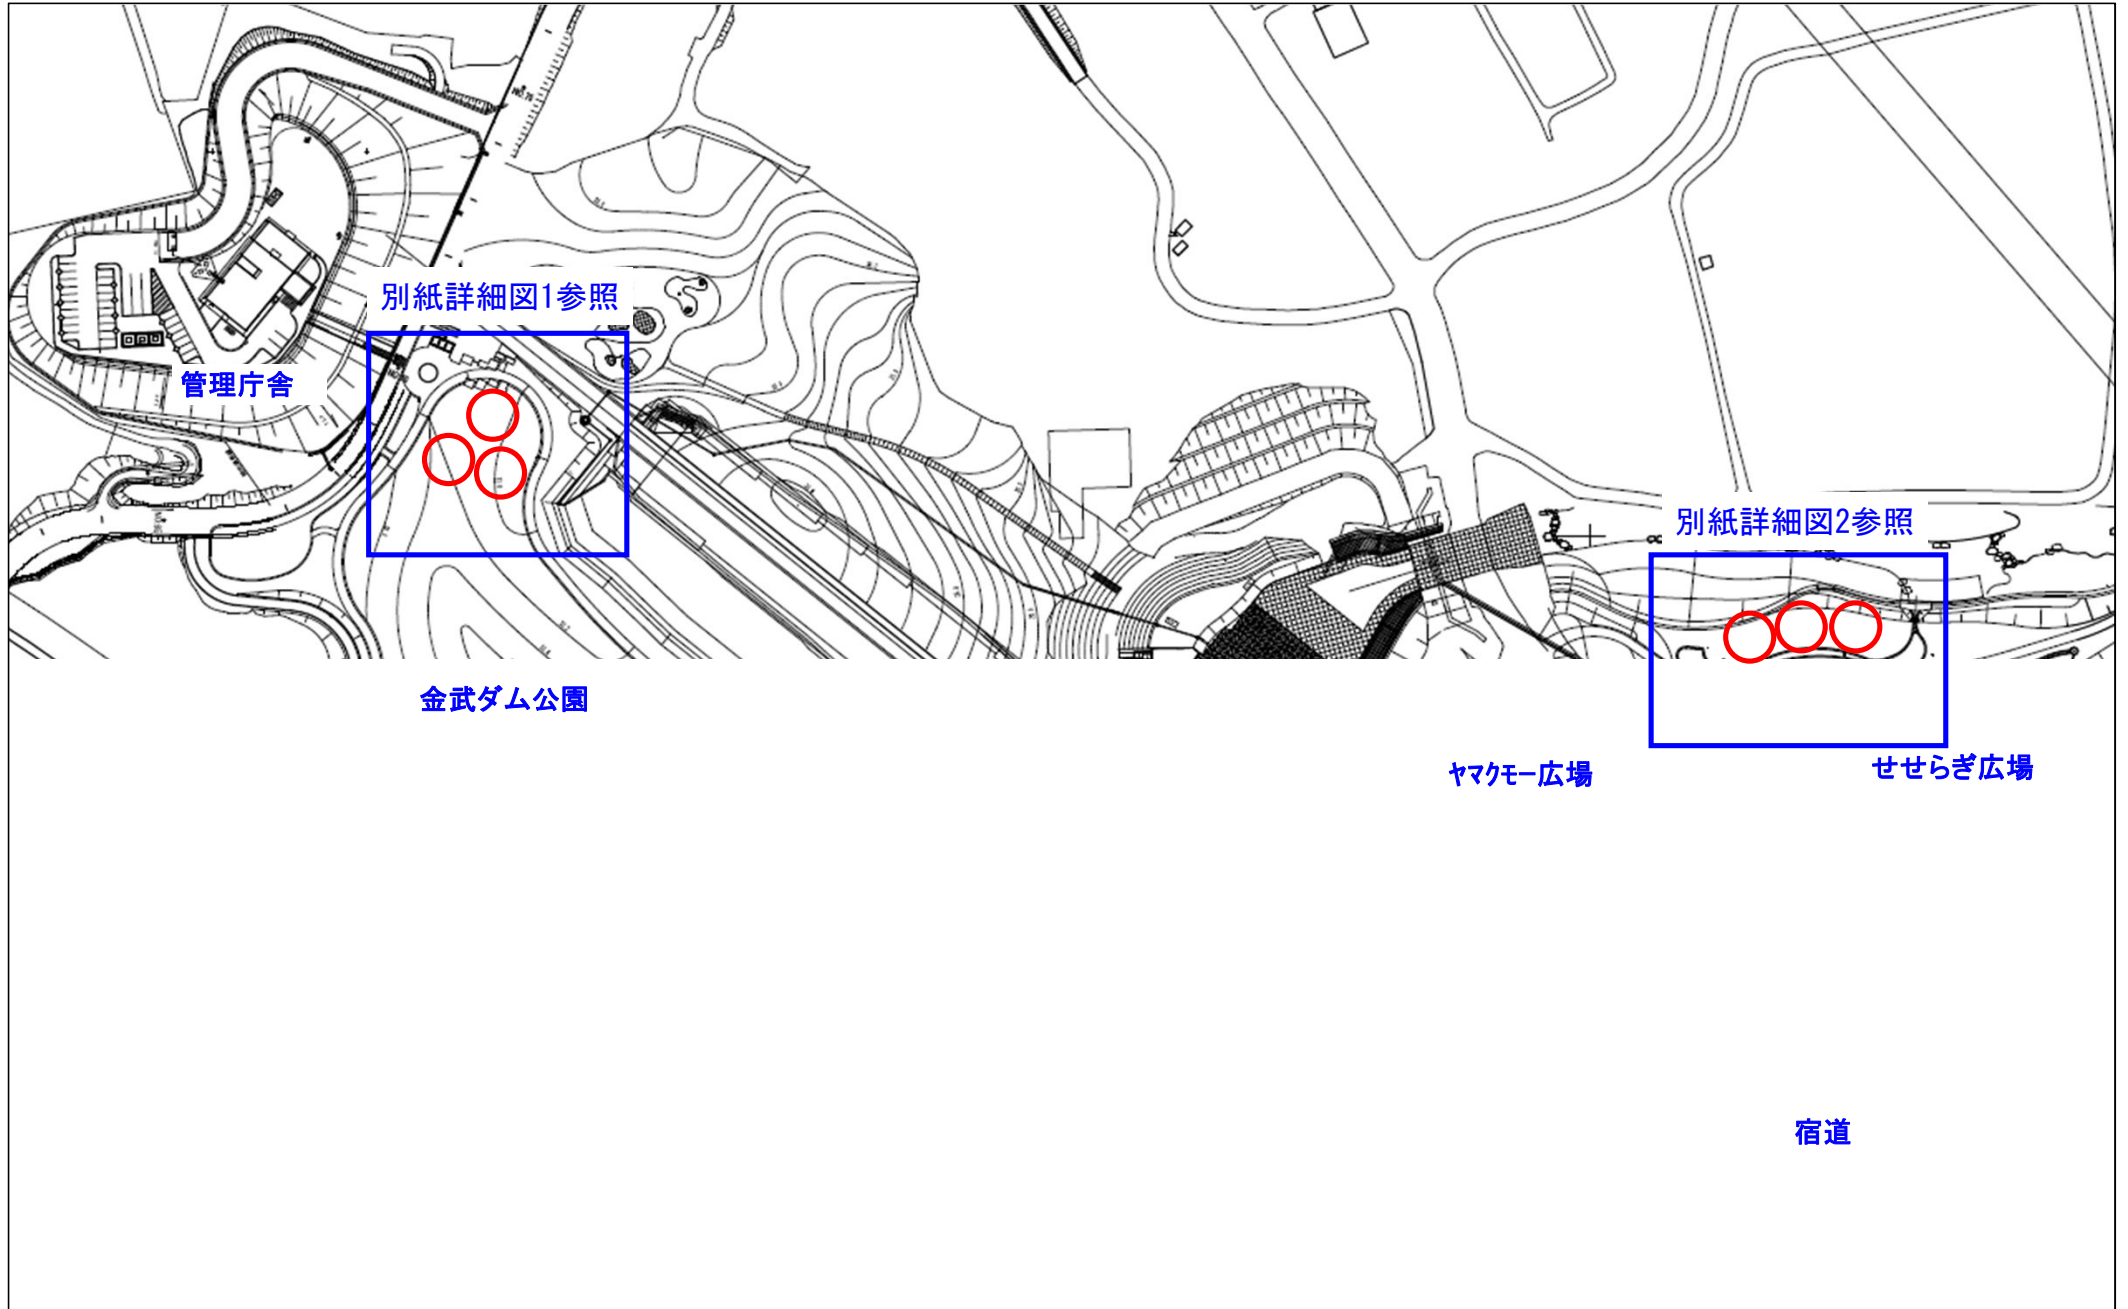 別紙詳細図1参照
管理庁舎
別紙詳細図2参照
金武ダム公園
ヤマクモー広場
せせらぎ広場
宿道